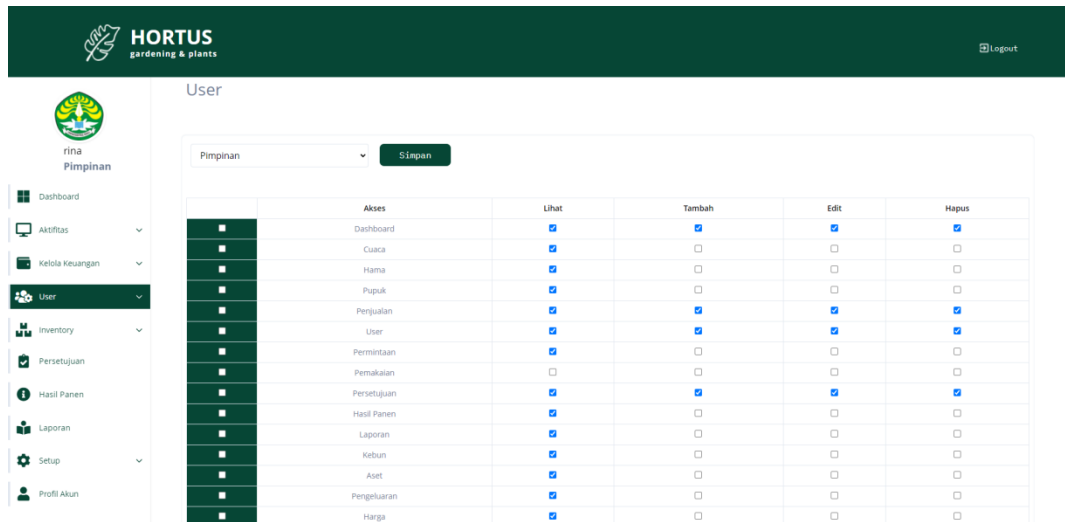 HORTUS
gardening & plants
Logout
rina
Pimpinan
Dashboard
Aktifitas
Kelola Keuangan
User
Inventory
Persetujuan
Hasil Panen
Laporan
Setup
Profil Akun
User
Pimpinan
Simpan
Akses Lihat Tambah Edit Hapus
Dashboard
Cuaca
Hama
Pupuk
Penjualan
User
Permintaan
Pemakaian
Persetujuan
Hasil Panen
Laporan
Kebun
Aset
Pengeluaran
Harga